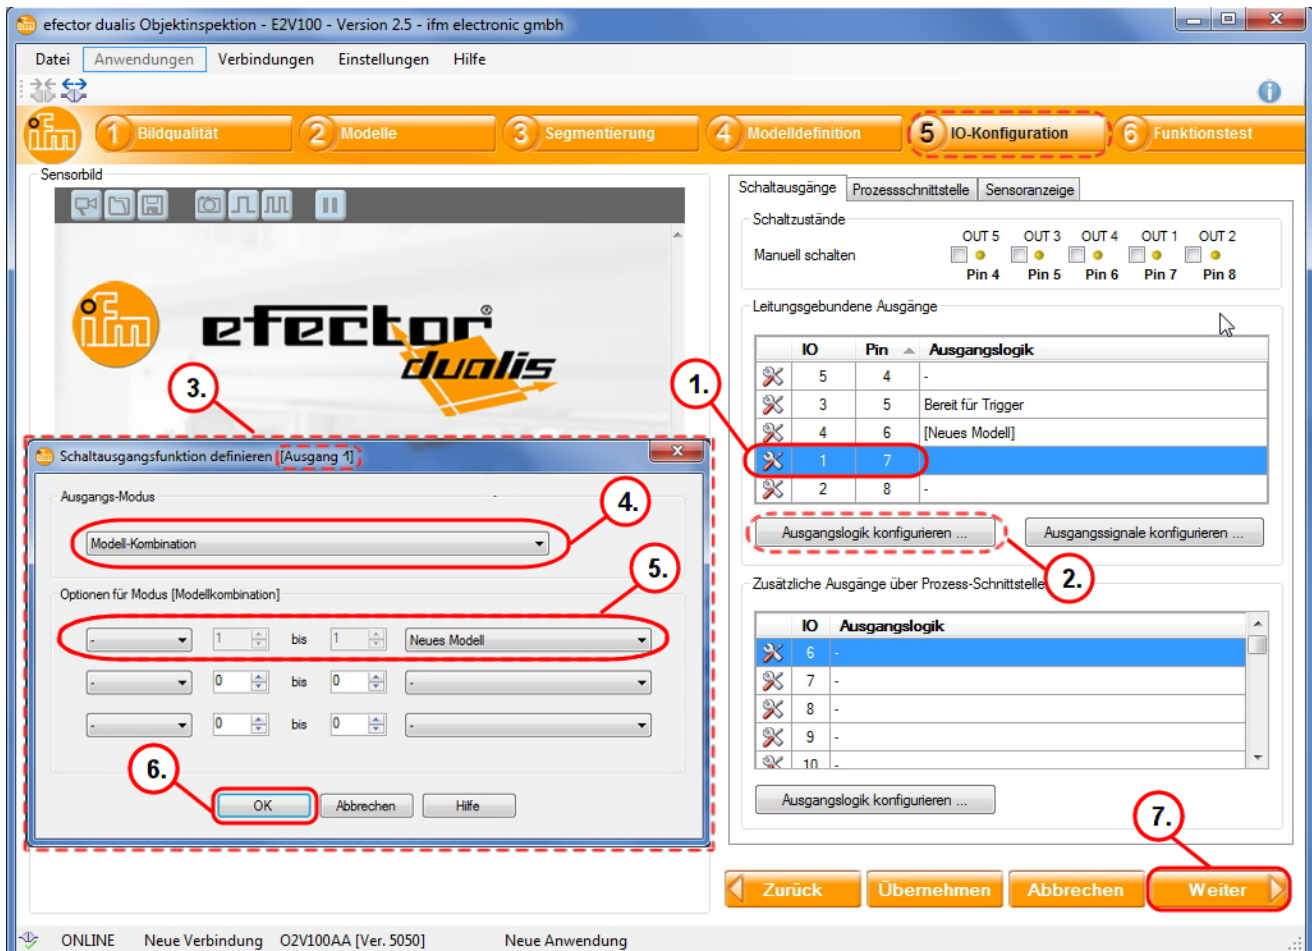 efector dualis Objektinspektion - E2V100 - Version 2.5 - ifm electronic gmbh
Datei Anwendungen Verbindungen Einstellungen Hilfe
ifm 1 Bildqualität 2 Modelle 3 Segmentierung 4 Modelldefinition 5 IO-Konfiguration 6 Funktionstest
Sensorbild
ifm efector® dualis
3.
Schaltausgangsfunktion definieren [Ausgang 1]
Ausgangs-Modus
4.
Modell-Kombination
5.
Optionen für Modus [Modellkombination]
- 1 bis 1 Neues Modell
- 0 bis 0 -
- 0 bis 0 -
6.
OK Abbrechen Hilfe
Schaltausgänge Prozessschnittstelle Sensoranzeige
Schaltzustände
OUT 5 OUT 3 OUT 4 OUT 1 OUT 2
Manuell schalten
Pin 4 Pin 5 Pin 6 Pin 7 Pin 8
Leitungsgebundene Ausgänge
IO Pin Ausgangslogik
5 4 -
1.
3 5 Bereit für Trigger
4 6 [Neues Modell]
1 7
2 8 -
Ausgangslogik konfigurieren ... Ausgangssignale konfigurieren ...
2.
Zusätzliche Ausgänge über Prozess-Schnittstelle
IO Ausgangslogik
6 -
7 -
8 -
9 -
10 -
Ausgangslogik konfigurieren ...
7.
Zurück Übernehmen Abbrechen Weiter
ONLINE Neue Verbindung O2V100AA [Ver. 5050] Neue Anwendung